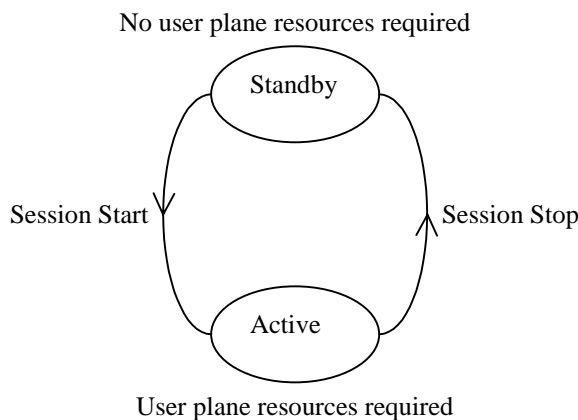 No user plane resources required
Standby
Session Start
Session Stop
Active
User plane resources required